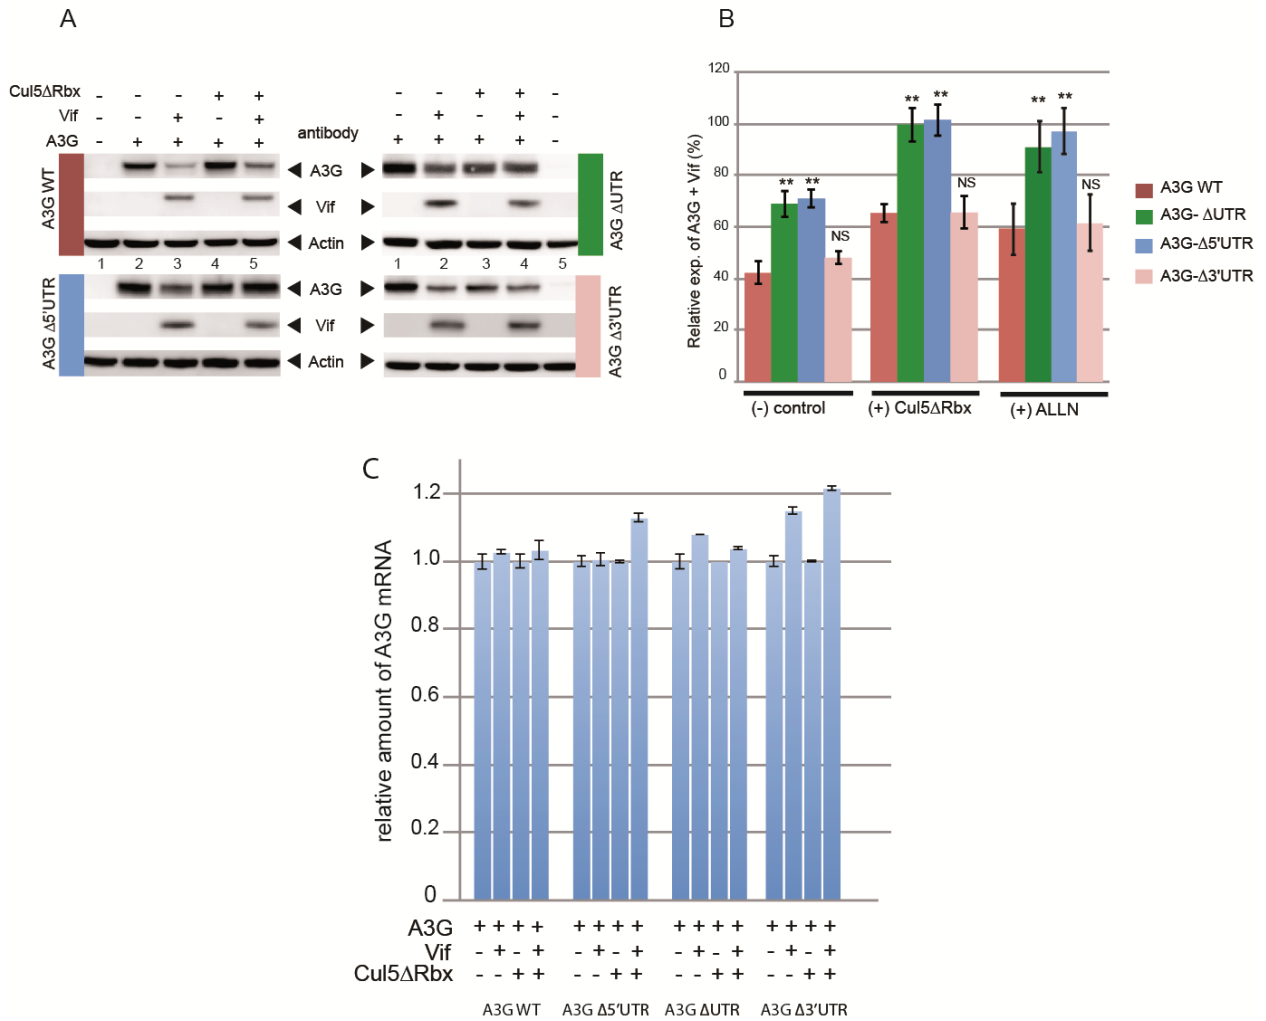 A
Cul5ΔRbx - - - + +
Vif - - + - +
A3G - + + + +
- - + + -
- + - + -
+ + + + -
antibody
A3G WT
A3G
Vif
Actin
A3G ΔUTR
1 2 3 4 5
1 2 3 4 5
A3G Δ5'UTR
A3G
Vif
Actin
A3G Δ3'UTR
B
Relative exp. of A3G + Vif (%)
120
100
80
60
40
20
0
** ** NS
** ** NS
** ** NS
(-) control
(+) Cul5ΔRbx
(+) ALLN
A3G WT
A3G- ΔUTR
A3G-Δ5'UTR
A3G-Δ3'UTR
C
relative amount of A3G mRNA
1.2
1.0
0.8
0.6
0.4
0.2
0
A3G + + + + + + + + + + + + + + + +
Vif - + - + - + - + - + - + - + - +
Cul5ΔRbx - - + + - - + + - - + + - - + +
A3G WT A3G Δ5'UTR A3G ΔUTR A3G Δ3'UTR